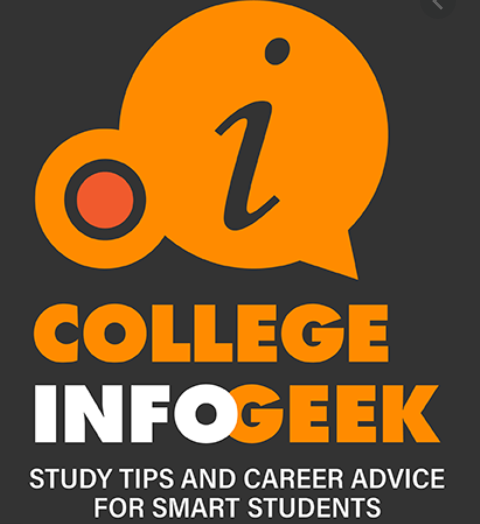 i
COLLEGE
INFOGEEK
STUDY TIPS AND CAREER ADVICE
FOR SMART STUDENTS